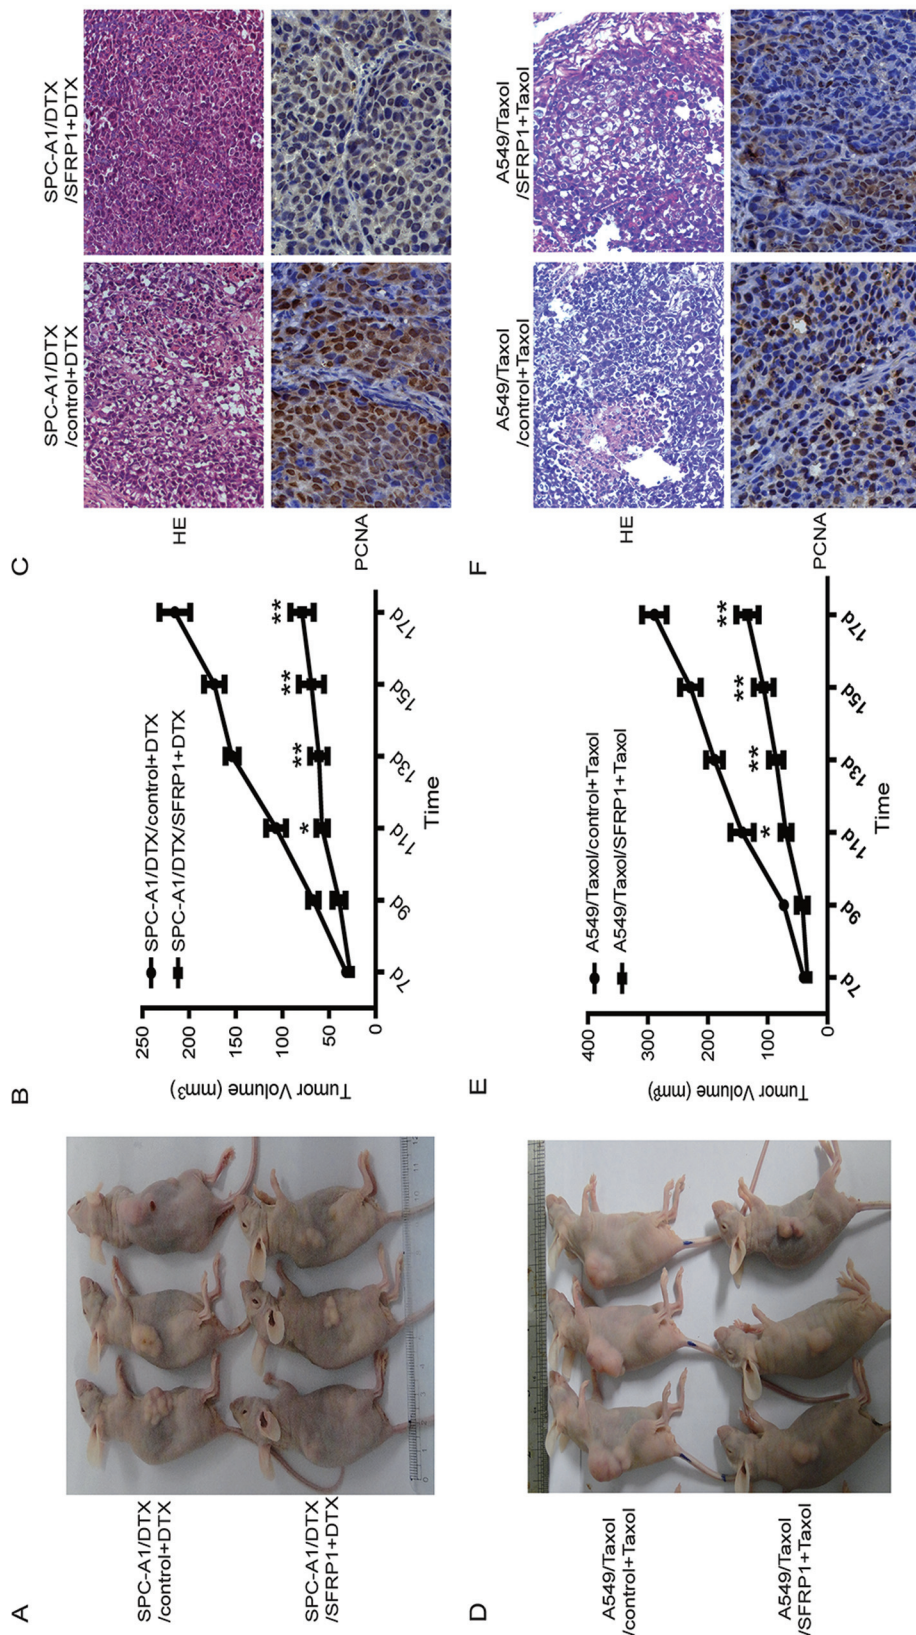 A
SPC-A1/DTX
/control+DTX
SPC-A1/DTX
/SFRP1+DTX
B
Tumor Volume (mm3)
250
200
150
100
50
0
SPC-A1/DTX/control+DTX
SPC-A1/DTX/SFRP1+DTX
*
**
**
**
7d
9d
11d
13d
15d
17d
Time
C
SPC-A1/DTX
/control+DTX
SPC-A1/DTX
/SFRP1+DTX
HE
PCNA
D
A549/Taxol
/control+Taxol
A549/Taxol
/SFRP1+Taxol
E
Tumor Volume (mm3)
400
300
200
100
0
A549/Taxol/control+Taxol
A549/Taxol/SFRP1+Taxol
*
**
**
**
7d
9d
11d
13d
15d
17d
Time
F
A549/Taxol
/control+Taxol
A549/Taxol
/SFRP1+Taxol
HE
PCNA